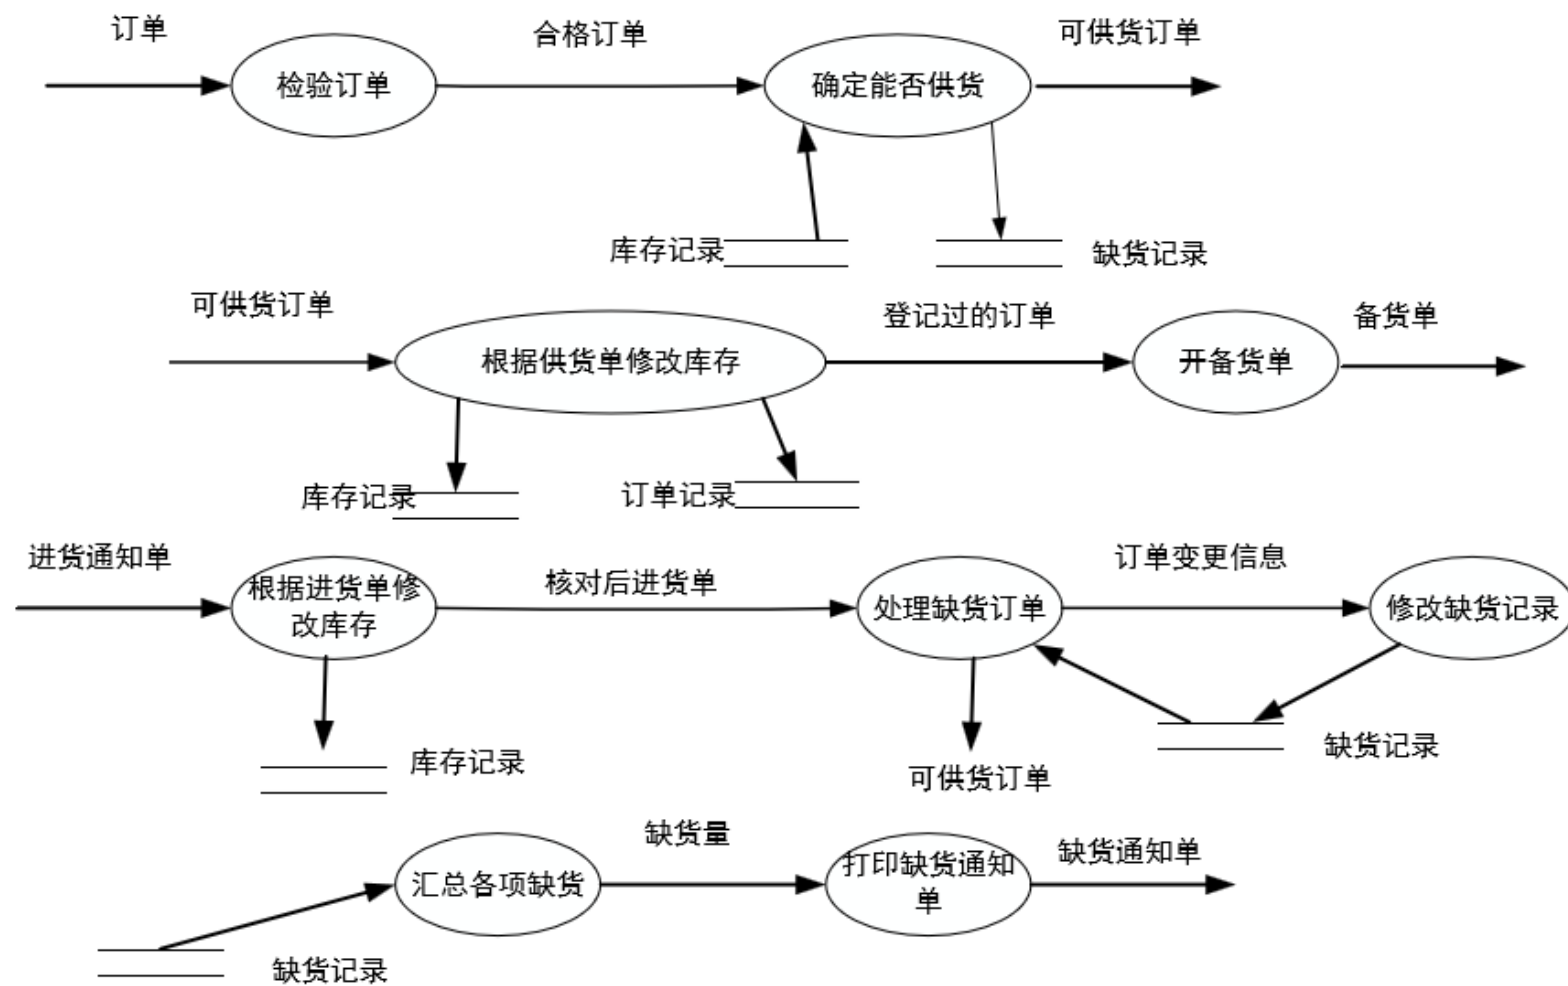 订单
合格订单
可供货订单
检验订单
确定能否供货
库存记录
缺货记录
可供货订单
登记过的订单
备货单
根据供货单修改库存
开备货单
库存记录
订单记录
进货通知单
核对后进货单
订单变更信息
根据进货单修
改库存
处理缺货订单
修改缺货记录
库存记录
可供货订单
缺货记录
缺货量
缺货通知单
汇总各项缺货
打印缺货通知
单
缺货记录